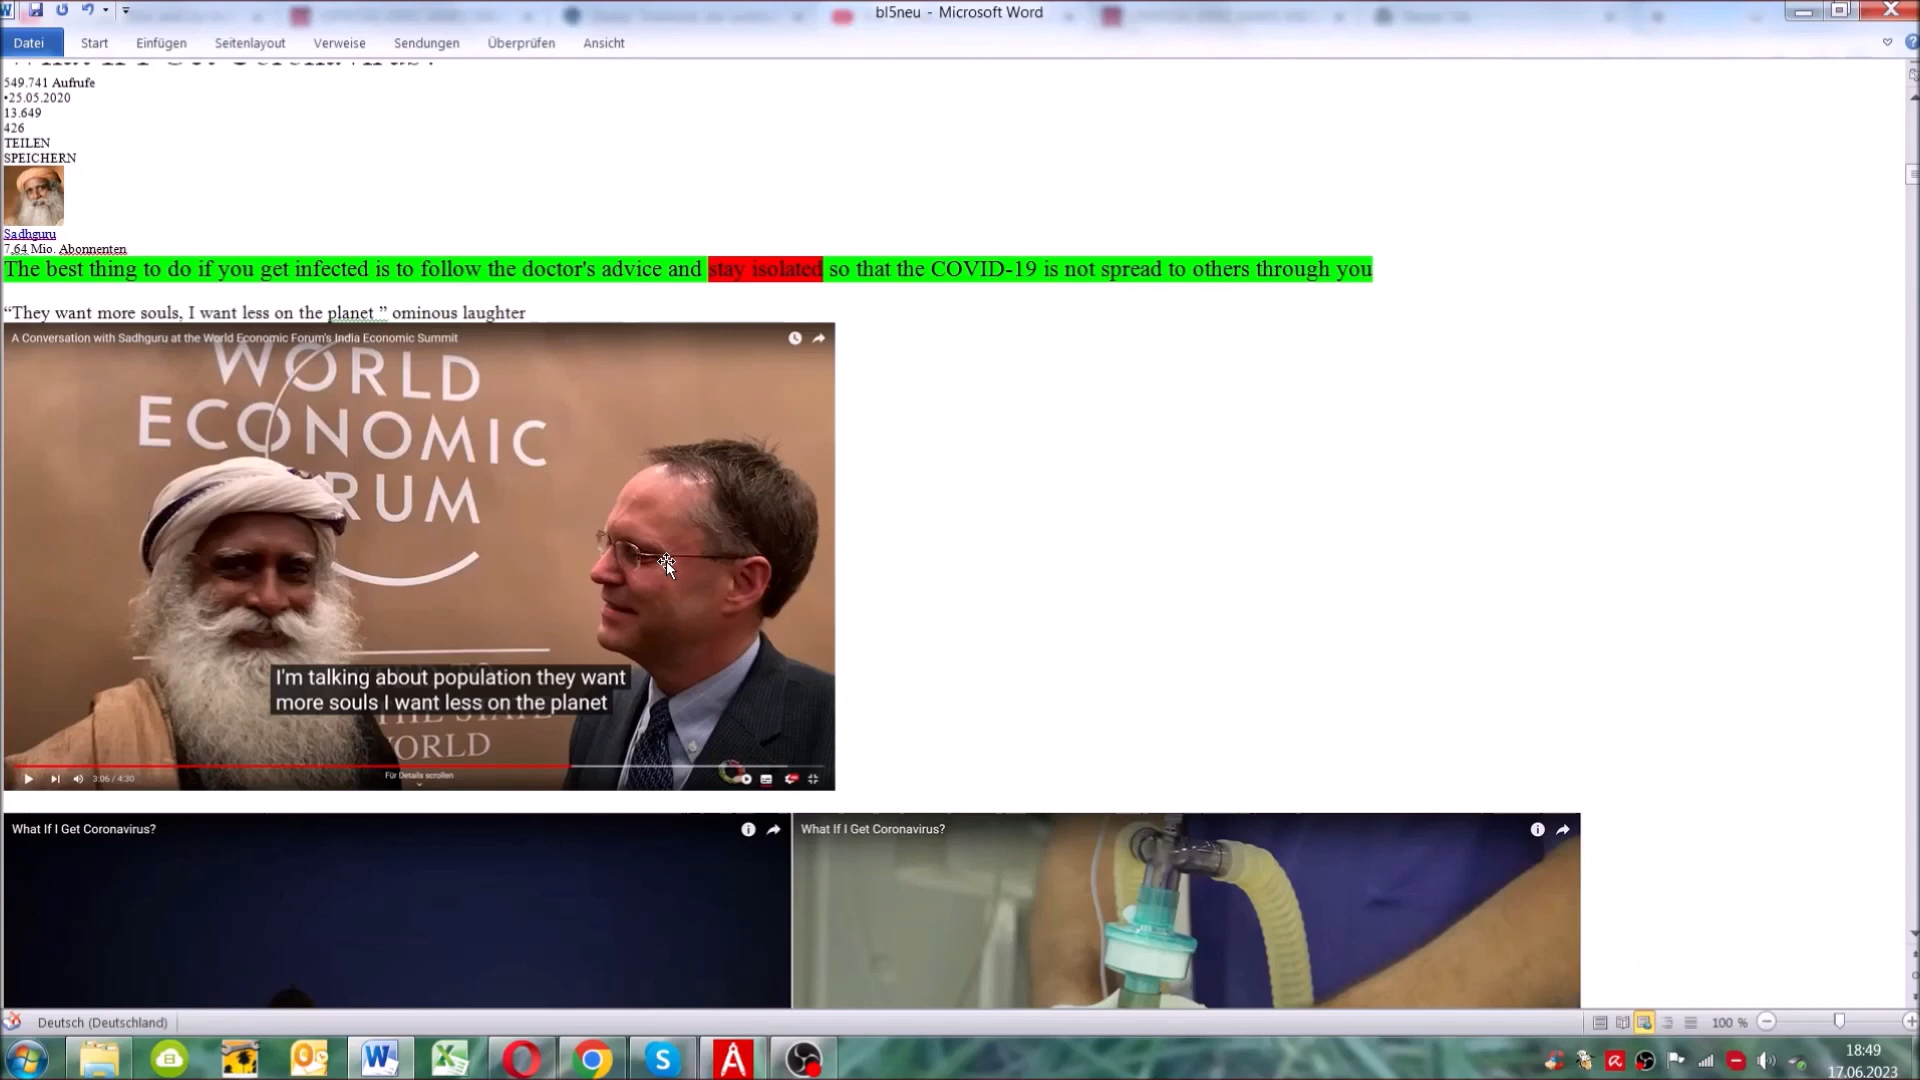 bl5neu - Microsoft Word
Datei
Start
Einfügen
Seitenlayout
Verweise
Sendungen
Überprüfen
Ansicht
549.741 Aufrufe
•25.05.2020
13.649
426
TEILEN
SPEICHERN
Sadhguru
7,64 Mio. Abonnenten
The best thing to do if you get infected is to follow the doctor's advice and stay isolated so that the COVID-19 is not spread to others through you
“They want more souls, I want less on the planet ” ominous laughter
A Conversation with Sadhguru at the World Economic Forum's India Economic Summit
WORLD
ECONOMIC
FORUM
I'm talking about population they want
more souls I want less on the planet
THE STATE
WORLD
3:06 / 4:30
Für Details scrollen
What If I Get Coronavirus?
What If I Get Coronavirus?
Deutsch (Deutschland)
100 %
18:49
17.06.2023